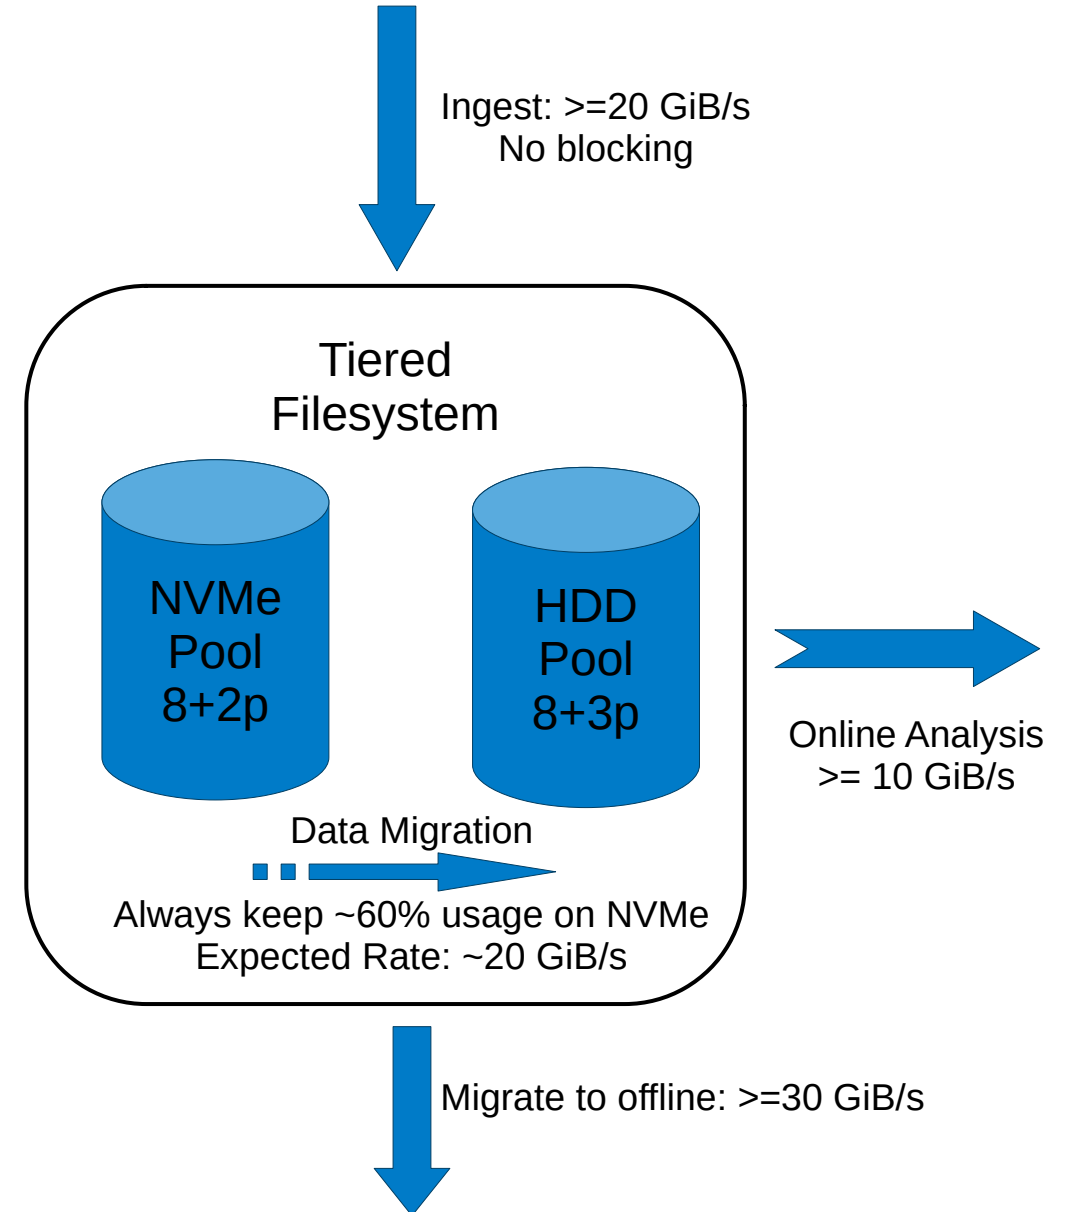 Ingest: >=20 GiB/s
No blocking
Tiered
Filesystem
NVMe
Pool
8+2p
HDD
Pool
8+3p
Online Analysis
>= 10 GiB/s
Data Migration
Always keep ~60% usage on NVMe
Expected Rate: ~20 GiB/s
Migrate to offline: >=30 GiB/s